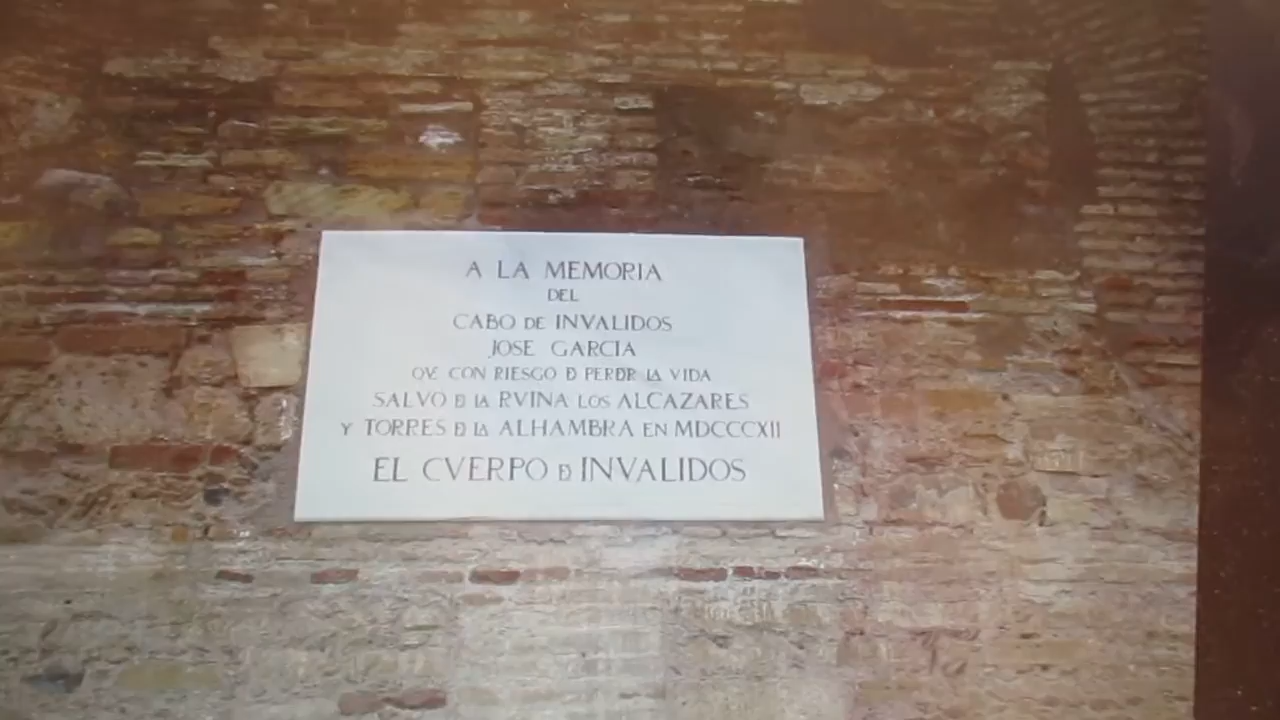 A LA MEMORIA
DEL
CABO DE INVALIDOS
JOSE GARCIA
QVE CON RIESGO D PERDR LA VIDA
SALVO D LA RVINA LOS ALCAZARES
Y TORRES D LA ALHAMBRA EN MDCCCXII
EL CVERPO D INVALIDOS